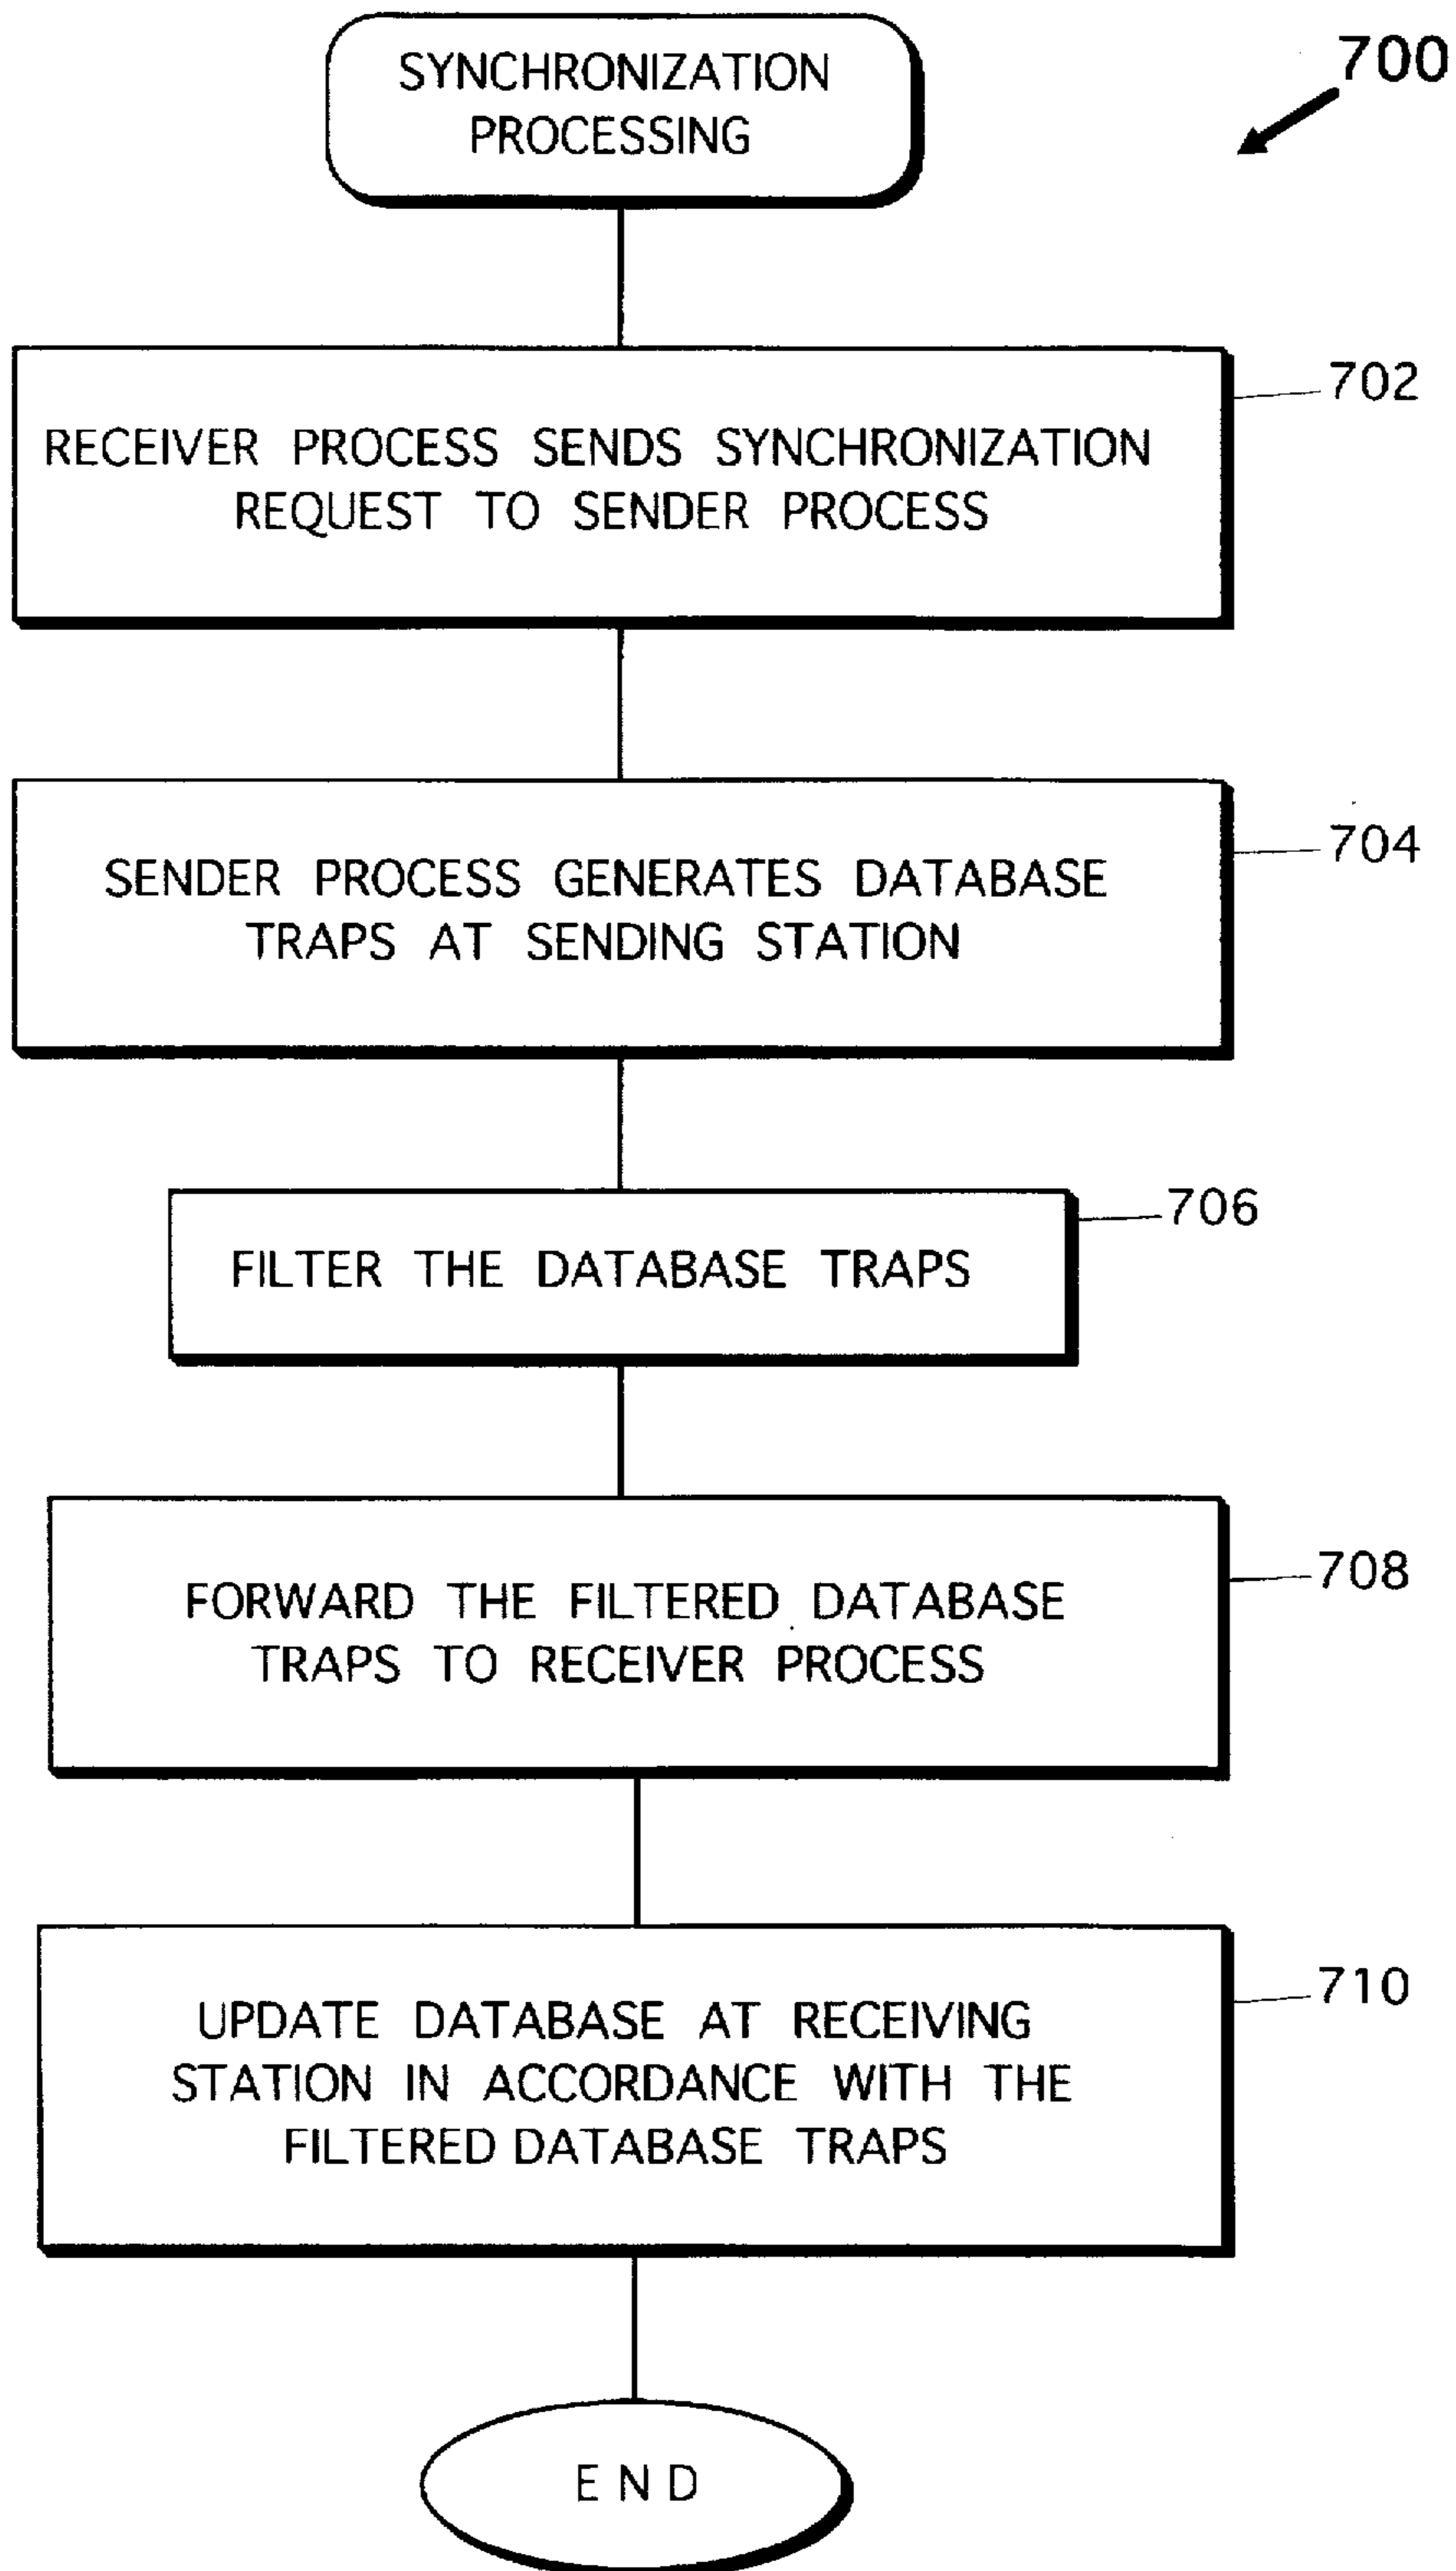 SYNCHRONIZATION
PROCESSING
700
RECEIVER PROCESS SENDS SYNCHRONIZATION
REQUEST TO SENDER PROCESS
702
SENDER PROCESS GENERATES DATABASE
TRAPS AT SENDING STATION
704
FILTER THE DATABASE TRAPS
706
FORWARD THE FILTERED DATABASE
TRAPS TO RECEIVER PROCESS
708
UPDATE DATABASE AT RECEIVING
STATION IN ACCORDANCE WITH THE
FILTERED DATABASE TRAPS
710
END